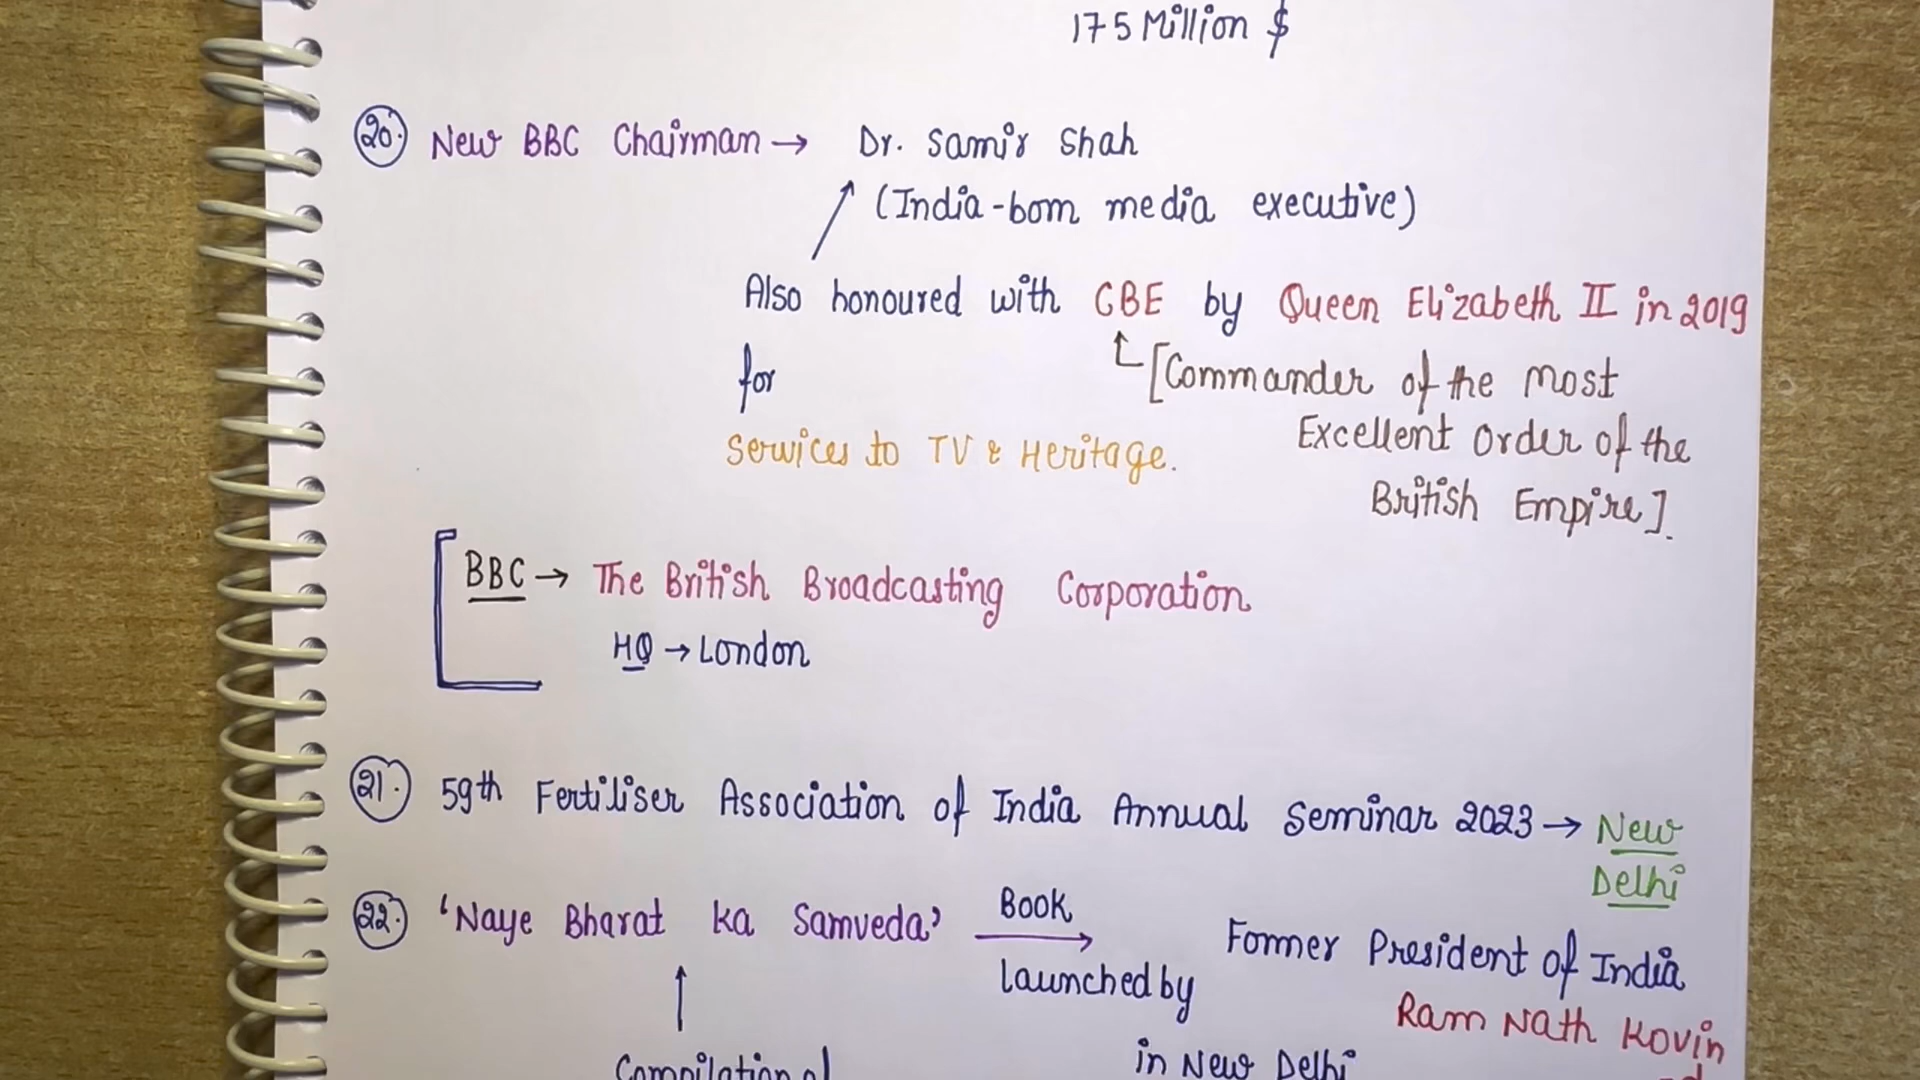 175 Million $
20. New BBC Chairman → Dr. Samir Shah
(India-born media executive)
Also honoured with CBE by Queen Elizabeth II in 2019
for
[Commander of the Most
Services to TV & Heritage.
Excellent Order of the
British Empire].
BBC → The British Broadcasting Corporation
HQ → London
21. 59th Fertiliser Association of India Annual Seminar 2023 → New
Delhi
22. 'Naye Bharat Ka Samveda' Book
Former President of India
launched by
Ram Nath Kovin
in New Delhi
Compilation of